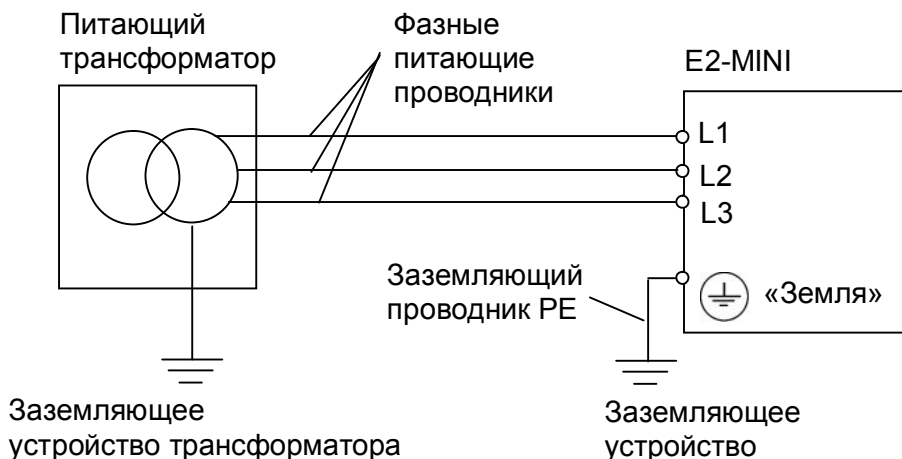 Питающий
трансформатор
Фазные
питающие
проводники
E2-MINI
L1
L2
L3
Заземляющий
проводник PE
«Земля»
Заземляющее
устройство трансформатора
Заземляющее
устройство